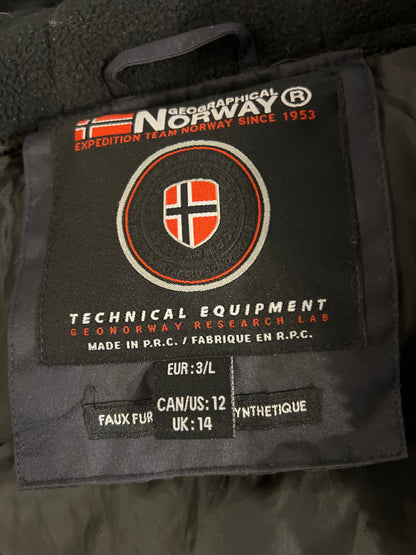 GEOGRAPHICAL
NORWAY®
EXPEDITION TEAM NORWAY SINCE 1953
TECHNICAL EQUIPMENT
GEONORWAY RESEARCH LAB
MADE IN P.R.C. / FABRIQUE EN R.P.C.
EUR : 3/L
CAN/US: 12
UK: 14
FAUX FUR
YNTHETIQUE